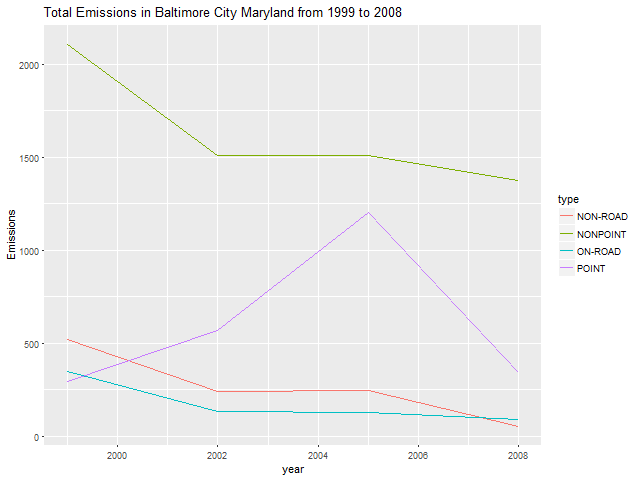 Total Emissions in Baltimore City Maryland from 1999 to 2008
2000
1500
1000
500
0
Emissions
2000
2002
2004
2006
2008
year
type
NON-ROAD
NONPOINT
ON-ROAD
POINT